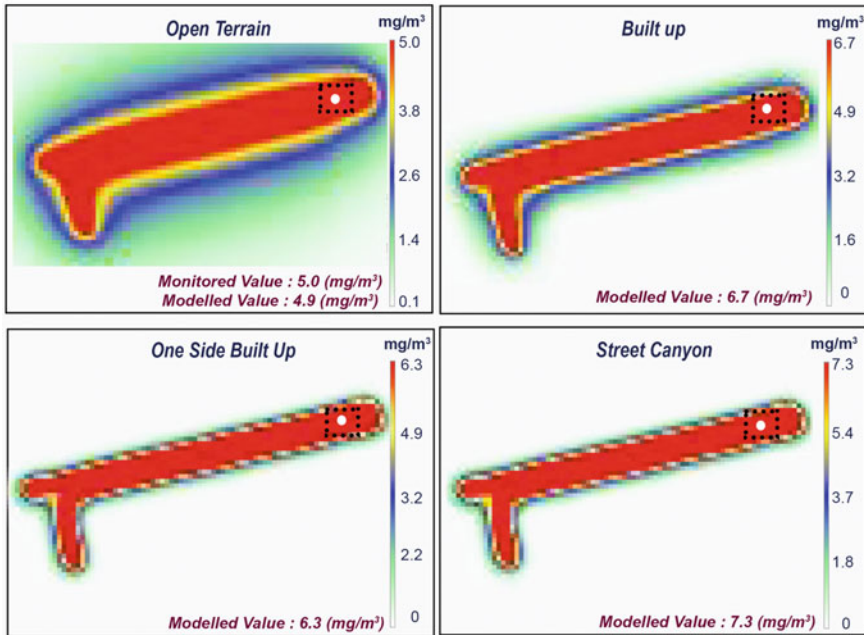 Open Terrain
mg/m³
5.0
3.8
2.6
1.4
0.1
Monitored Value : 5.0 (mg/m³)
Modelled Value : 4.9 (mg/m³)
Built up
mg/m³
6.7
4.9
3.2
1.6
0
Modelled Value : 6.7 (mg/m³)
One Side Built Up
mg/m³
6.3
4.9
3.2
2.2
0
Modelled Value : 6.3 (mg/m³)
Street Canyon
mg/m³
7.3
5.4
3.7
1.8
0
Modelled Value : 7.3 (mg/m³)